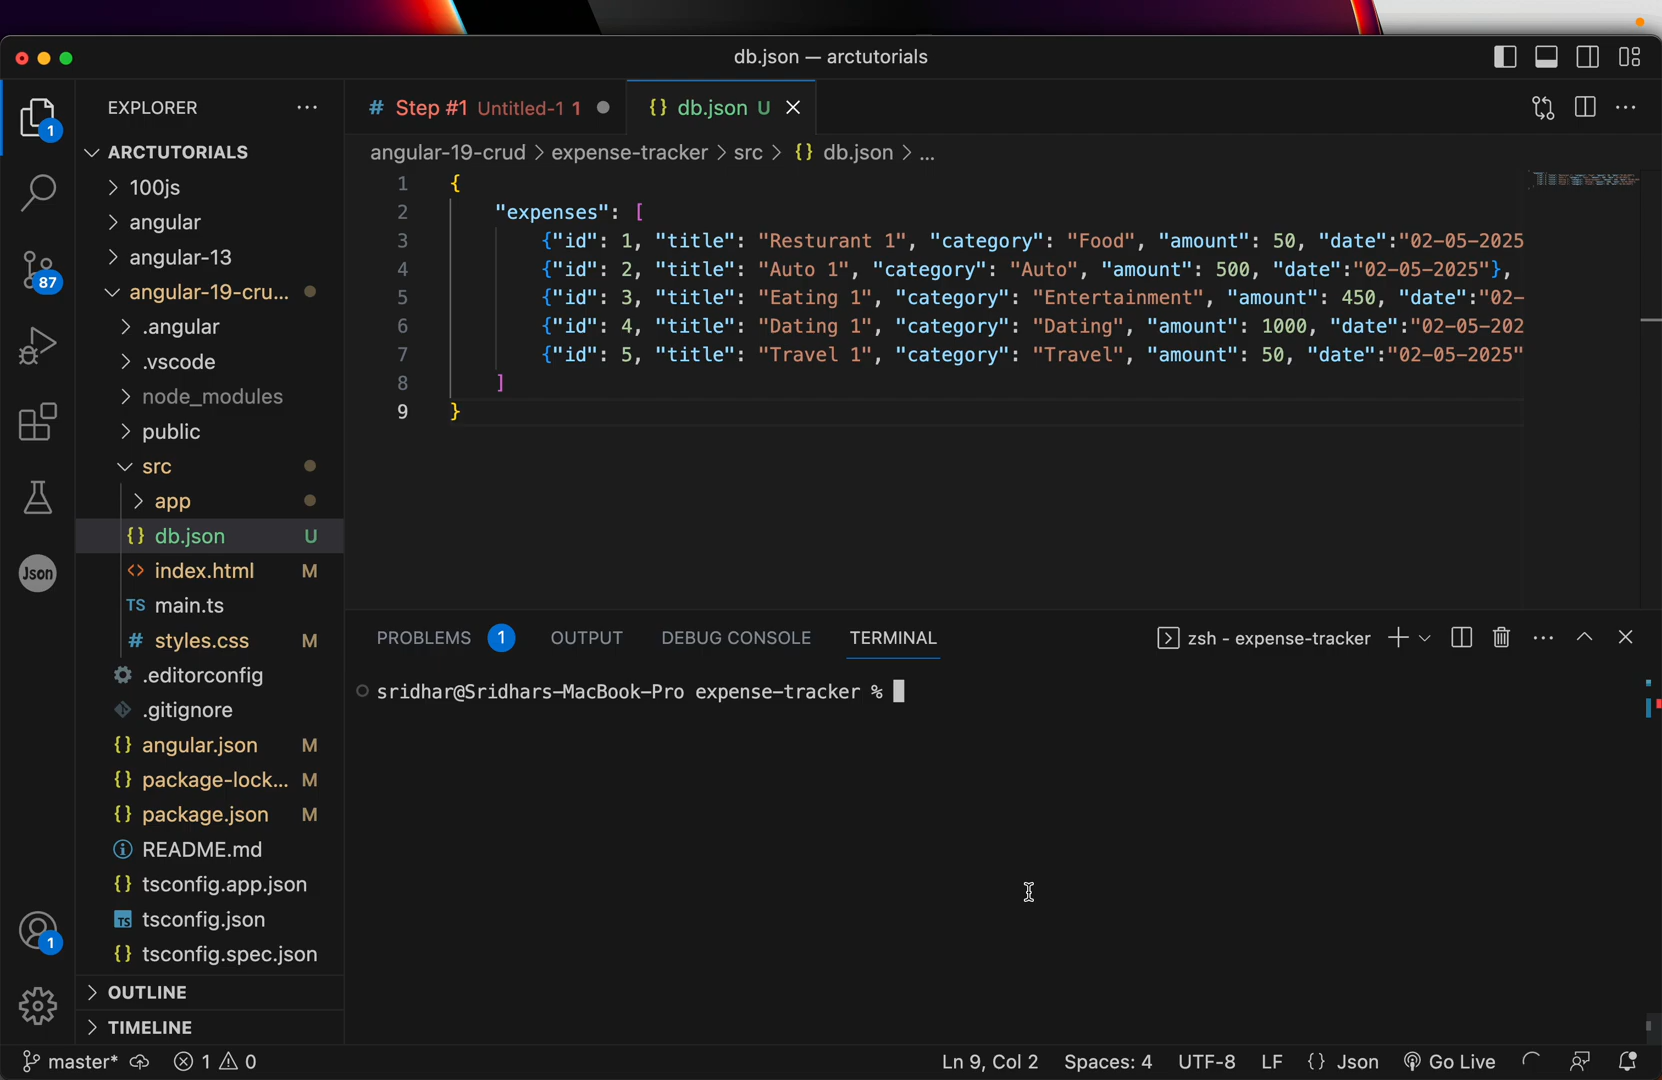 db.json — arctutorials
EXPLORER
Step #1 Untitled-1 1
{} db.json U
1
angular-19-crud > expense-tracker > src > {} db.json > ...
ARCTUTORIALS
100js
angular
angular-13
angular-19-cru...
.angular
.vscode
node_modules
public
src
app
{} db.json U
<> index.html M
TS main.ts
# styles.css M
.editorconfig
.gitignore
{} angular.json M
{} package-lock... M
{} package.json M
README.md
{} tsconfig.app.json
TS tsconfig.json
{} tsconfig.spec.json
OUTLINE
TIMELINE
87
Json
1
1 {
2 "expenses": [
3 {"id": 1, "title": "Resturant 1", "category": "Food", "amount": 50, "date":"02-05-2025
4 {"id": 2, "title": "Auto 1", "category": "Auto", "amount": 500, "date":"02-05-2025"},
5 {"id": 3, "title": "Eating 1", "category": "Entertainment", "amount": 450, "date":"02-
6 {"id": 4, "title": "Dating 1", "category": "Dating", "amount": 1000, "date":"02-05-202
7 {"id": 5, "title": "Travel 1", "category": "Travel", "amount": 50, "date":"02-05-2025"
8 ]
9 }
PROBLEMS 1 OUTPUT DEBUG CONSOLE TERMINAL
zsh - expense-tracker
sridhar@Sridhars-MacBook-Pro expense-tracker %
master* 1 0
Ln 9, Col 2 Spaces: 4 UTF-8 LF {} Json Go Live